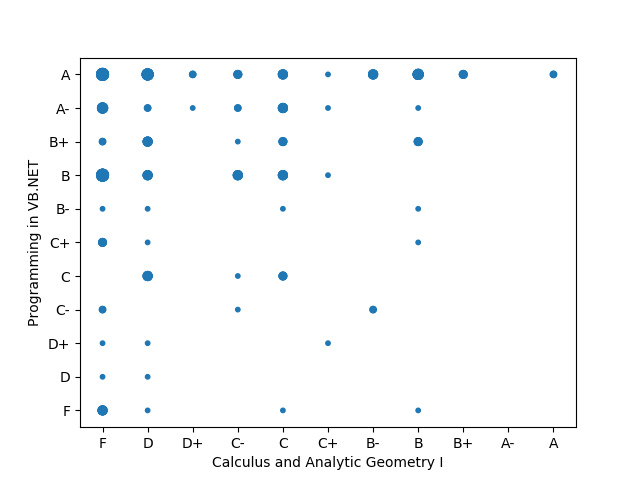 Programming in VB.NET
A
A-
B+
B
B-
C+
C
C-
D+
D
F
F D D+ C- C C+ B- B B+ A- A
Calculus and Analytic Geometry I